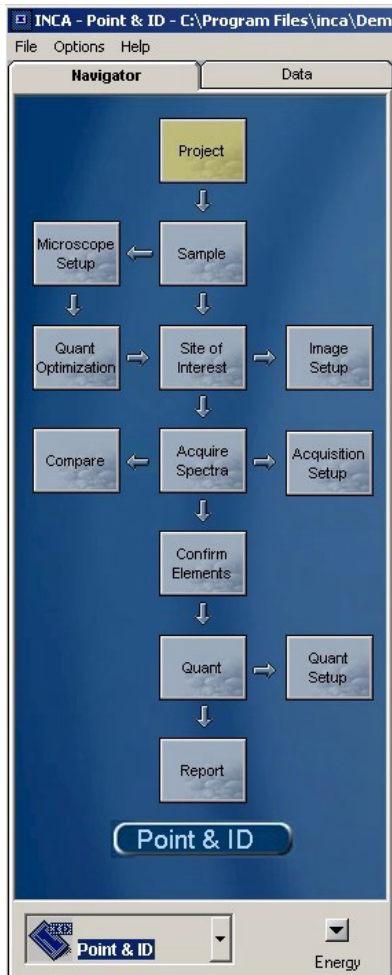 INCA - Point & ID - C:\Program Files\inca\Dem
File Options Help
Navigator Data
Project
Microscope
Setup
Sample
Quant
Optimization
Site of
Interest
Image
Setup
Compare
Acquire
Spectra
Acquisition
Setup
Confirm
Elements
Quant
Quant
Setup
Report
Point & ID
Point & ID
Energy